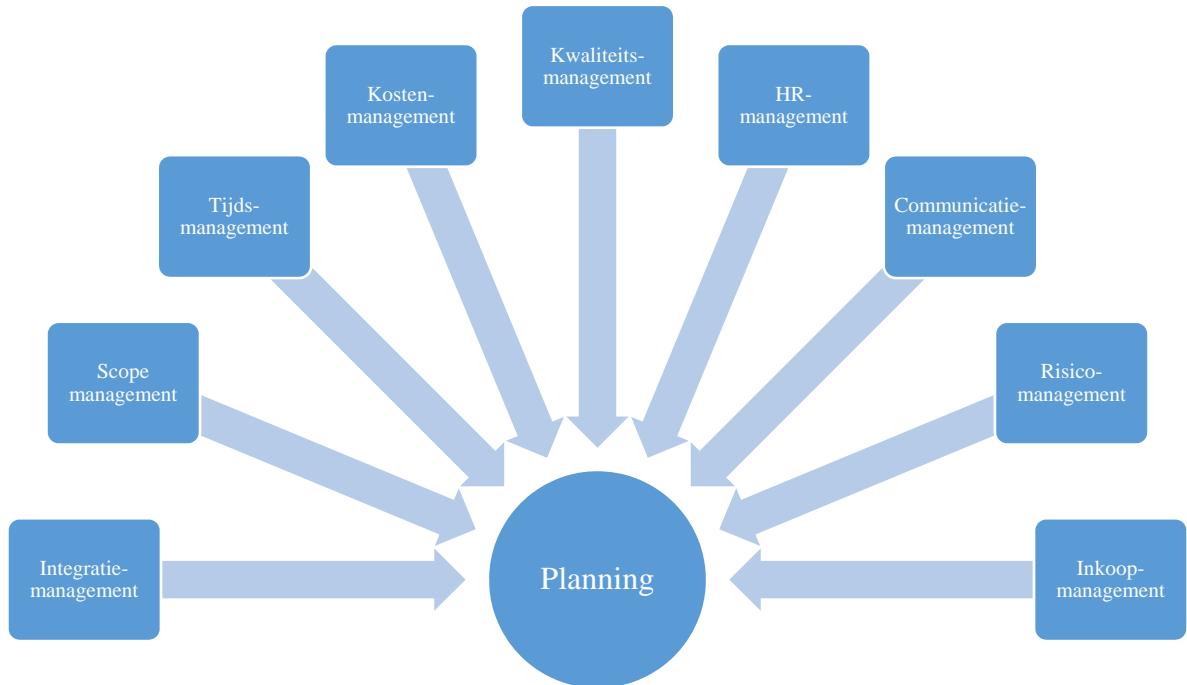 Kwaliteits-
management
Kosten-
management
HR-
management
Tijds-
management
Communicatie-
management
Scope
management
Risico-
management
Integratie-
management
Planning
Inkoop-
management